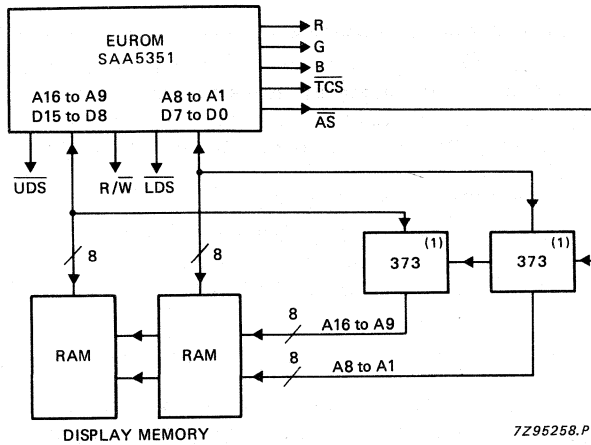 EUROM
SAA5351
A16 to A9 A8 to A1
D15 to D8 D7 to D0
R
G
B
TCS
AS
UDS R/W LDS
8 8
373 (1) 373 (1)
RAM RAM
8 A16 to A9
8 A8 to A1
DISPLAY MEMORY
7Z95258.P